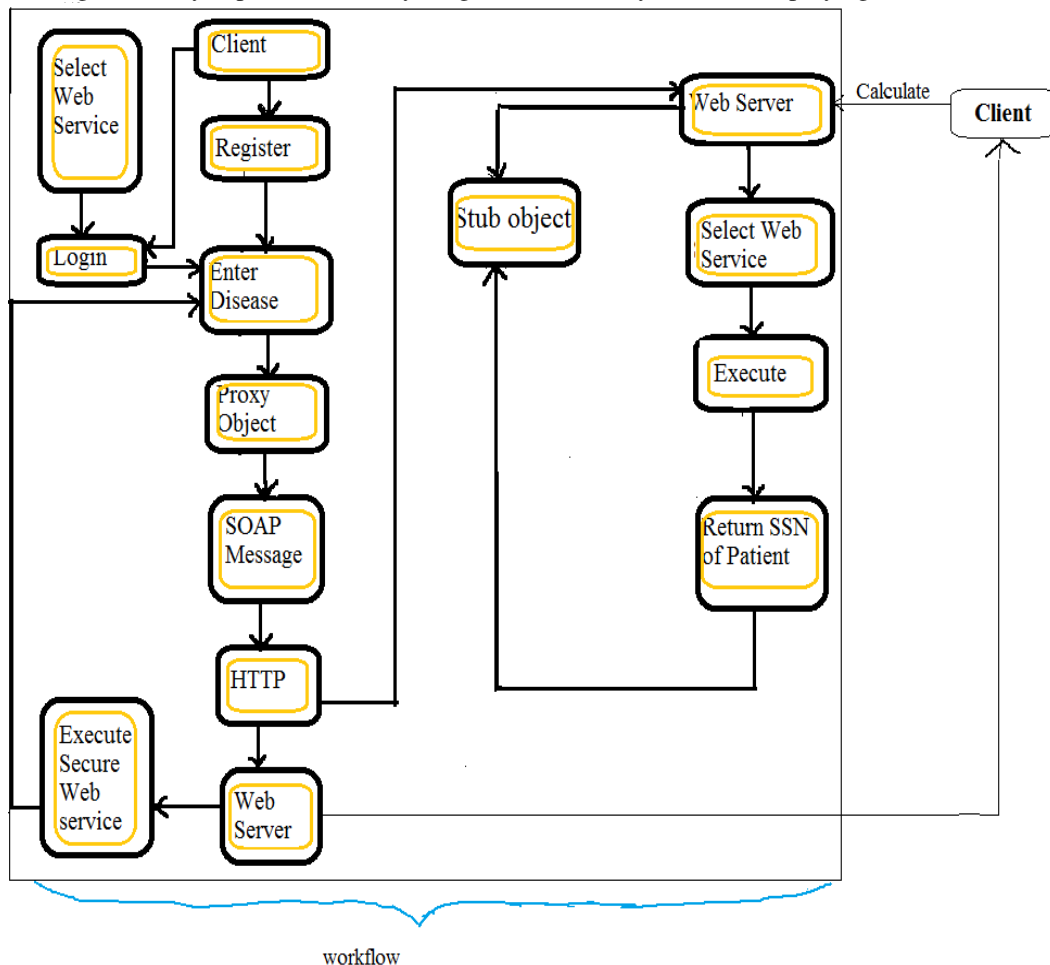 Select
Web
Service
Client
Register
Login
Enter
Disease
Proxy
Object
SOAP
Message
HTTP
Execute
Secure
Web
service
Web
Server
Stub object
Web Server
Select Web
Service
Execute
Return SSN
of Patient
Calculate
Client
workflow